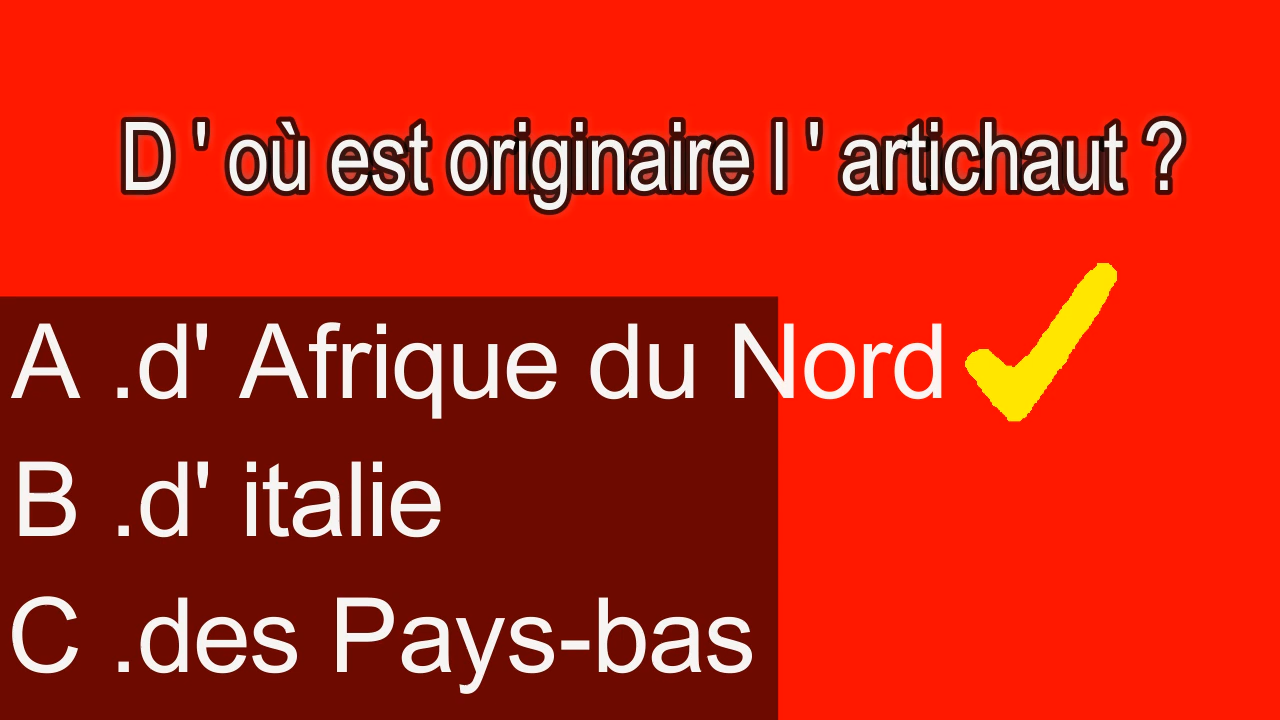 D ' où est originaire l ' artichaut ?
A .d' Afrique du Nord
B .d' italie
C .des Pays-bas